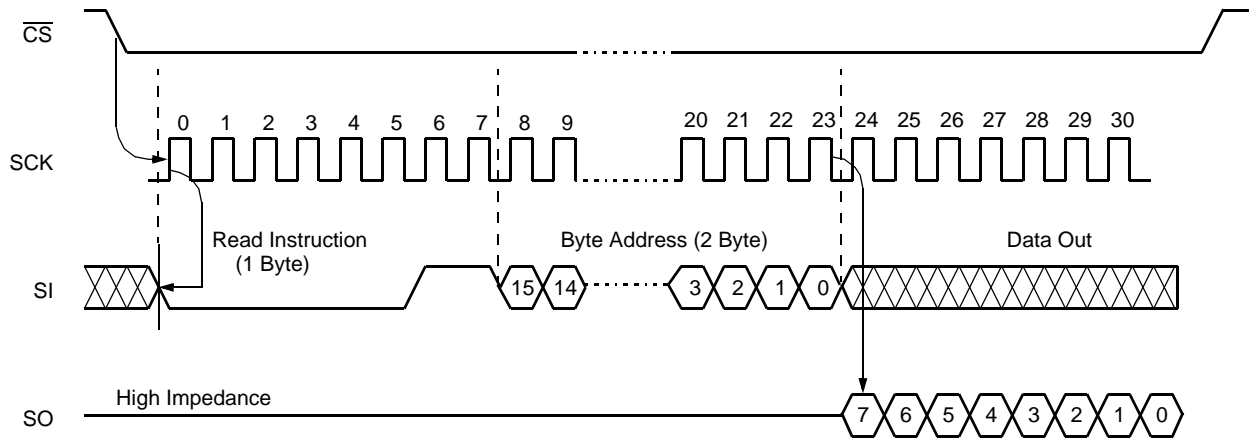 CS
0 1 2 3 4 5 6 7 8 9 20 21 22 23 24 25 26 27 28 29 30
SCK
Read Instruction
(1 Byte)
Byte Address (2 Byte)
Data Out
SI
15 14 3 2 1 0
High Impedance
SO
7 6 5 4 3 2 1 0